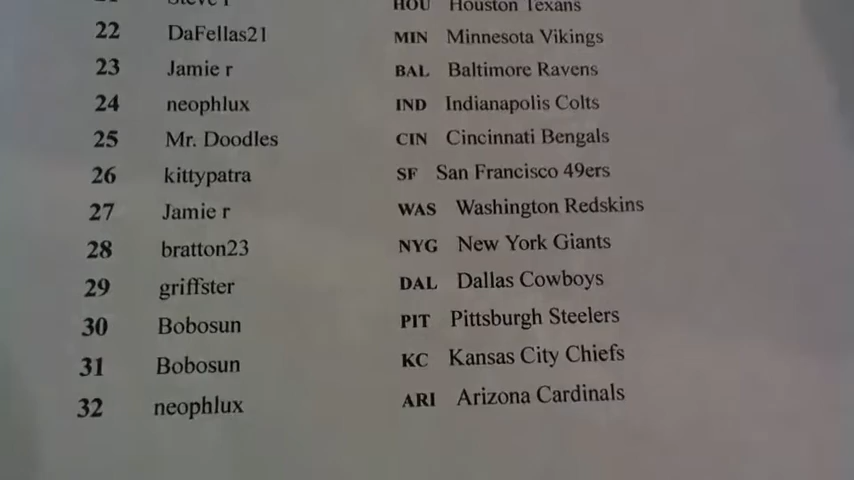 Steve r HOU Houston Texans
22 DaFellas21 MIN Minnesota Vikings
23 Jamie r BAL Baltimore Ravens
24 neophlux IND Indianapolis Colts
25 Mr. Doodles CIN Cincinnati Bengals
26 kittypatra SF San Francisco 49ers
27 Jamie r WAS Washington Redskins
28 bratton23 NYG New York Giants
29 griffster DAL Dallas Cowboys
30 Bobosun PIT Pittsburgh Steelers
31 Bobosun KC Kansas City Chiefs
32 neophlux ARI Arizona Cardinals